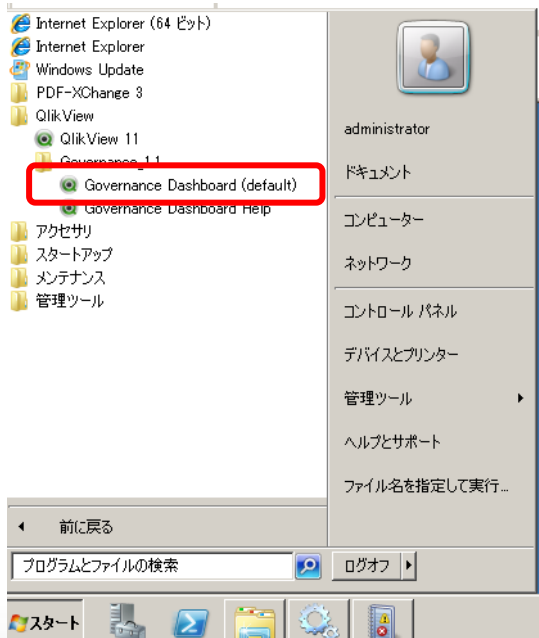 Internet Explorer (64 ビット)
Internet Explorer
Windows Update
PDF-XChange 3
QlikView
QlikView 11
Governance_1.1
Governance Dashboard (default)
Governance Dashboard Help
アクセサリ
スタートアップ
メンテナンス
管理ツール
前に戻る
プログラムとファイルの検索
administrator
ドキュメント
コンピューター
ネットワーク
コントロール パネル
デバイスとプリンター
管理ツール
ヘルプとサポート
ファイル名を指定して実行...
ログオフ
スタート